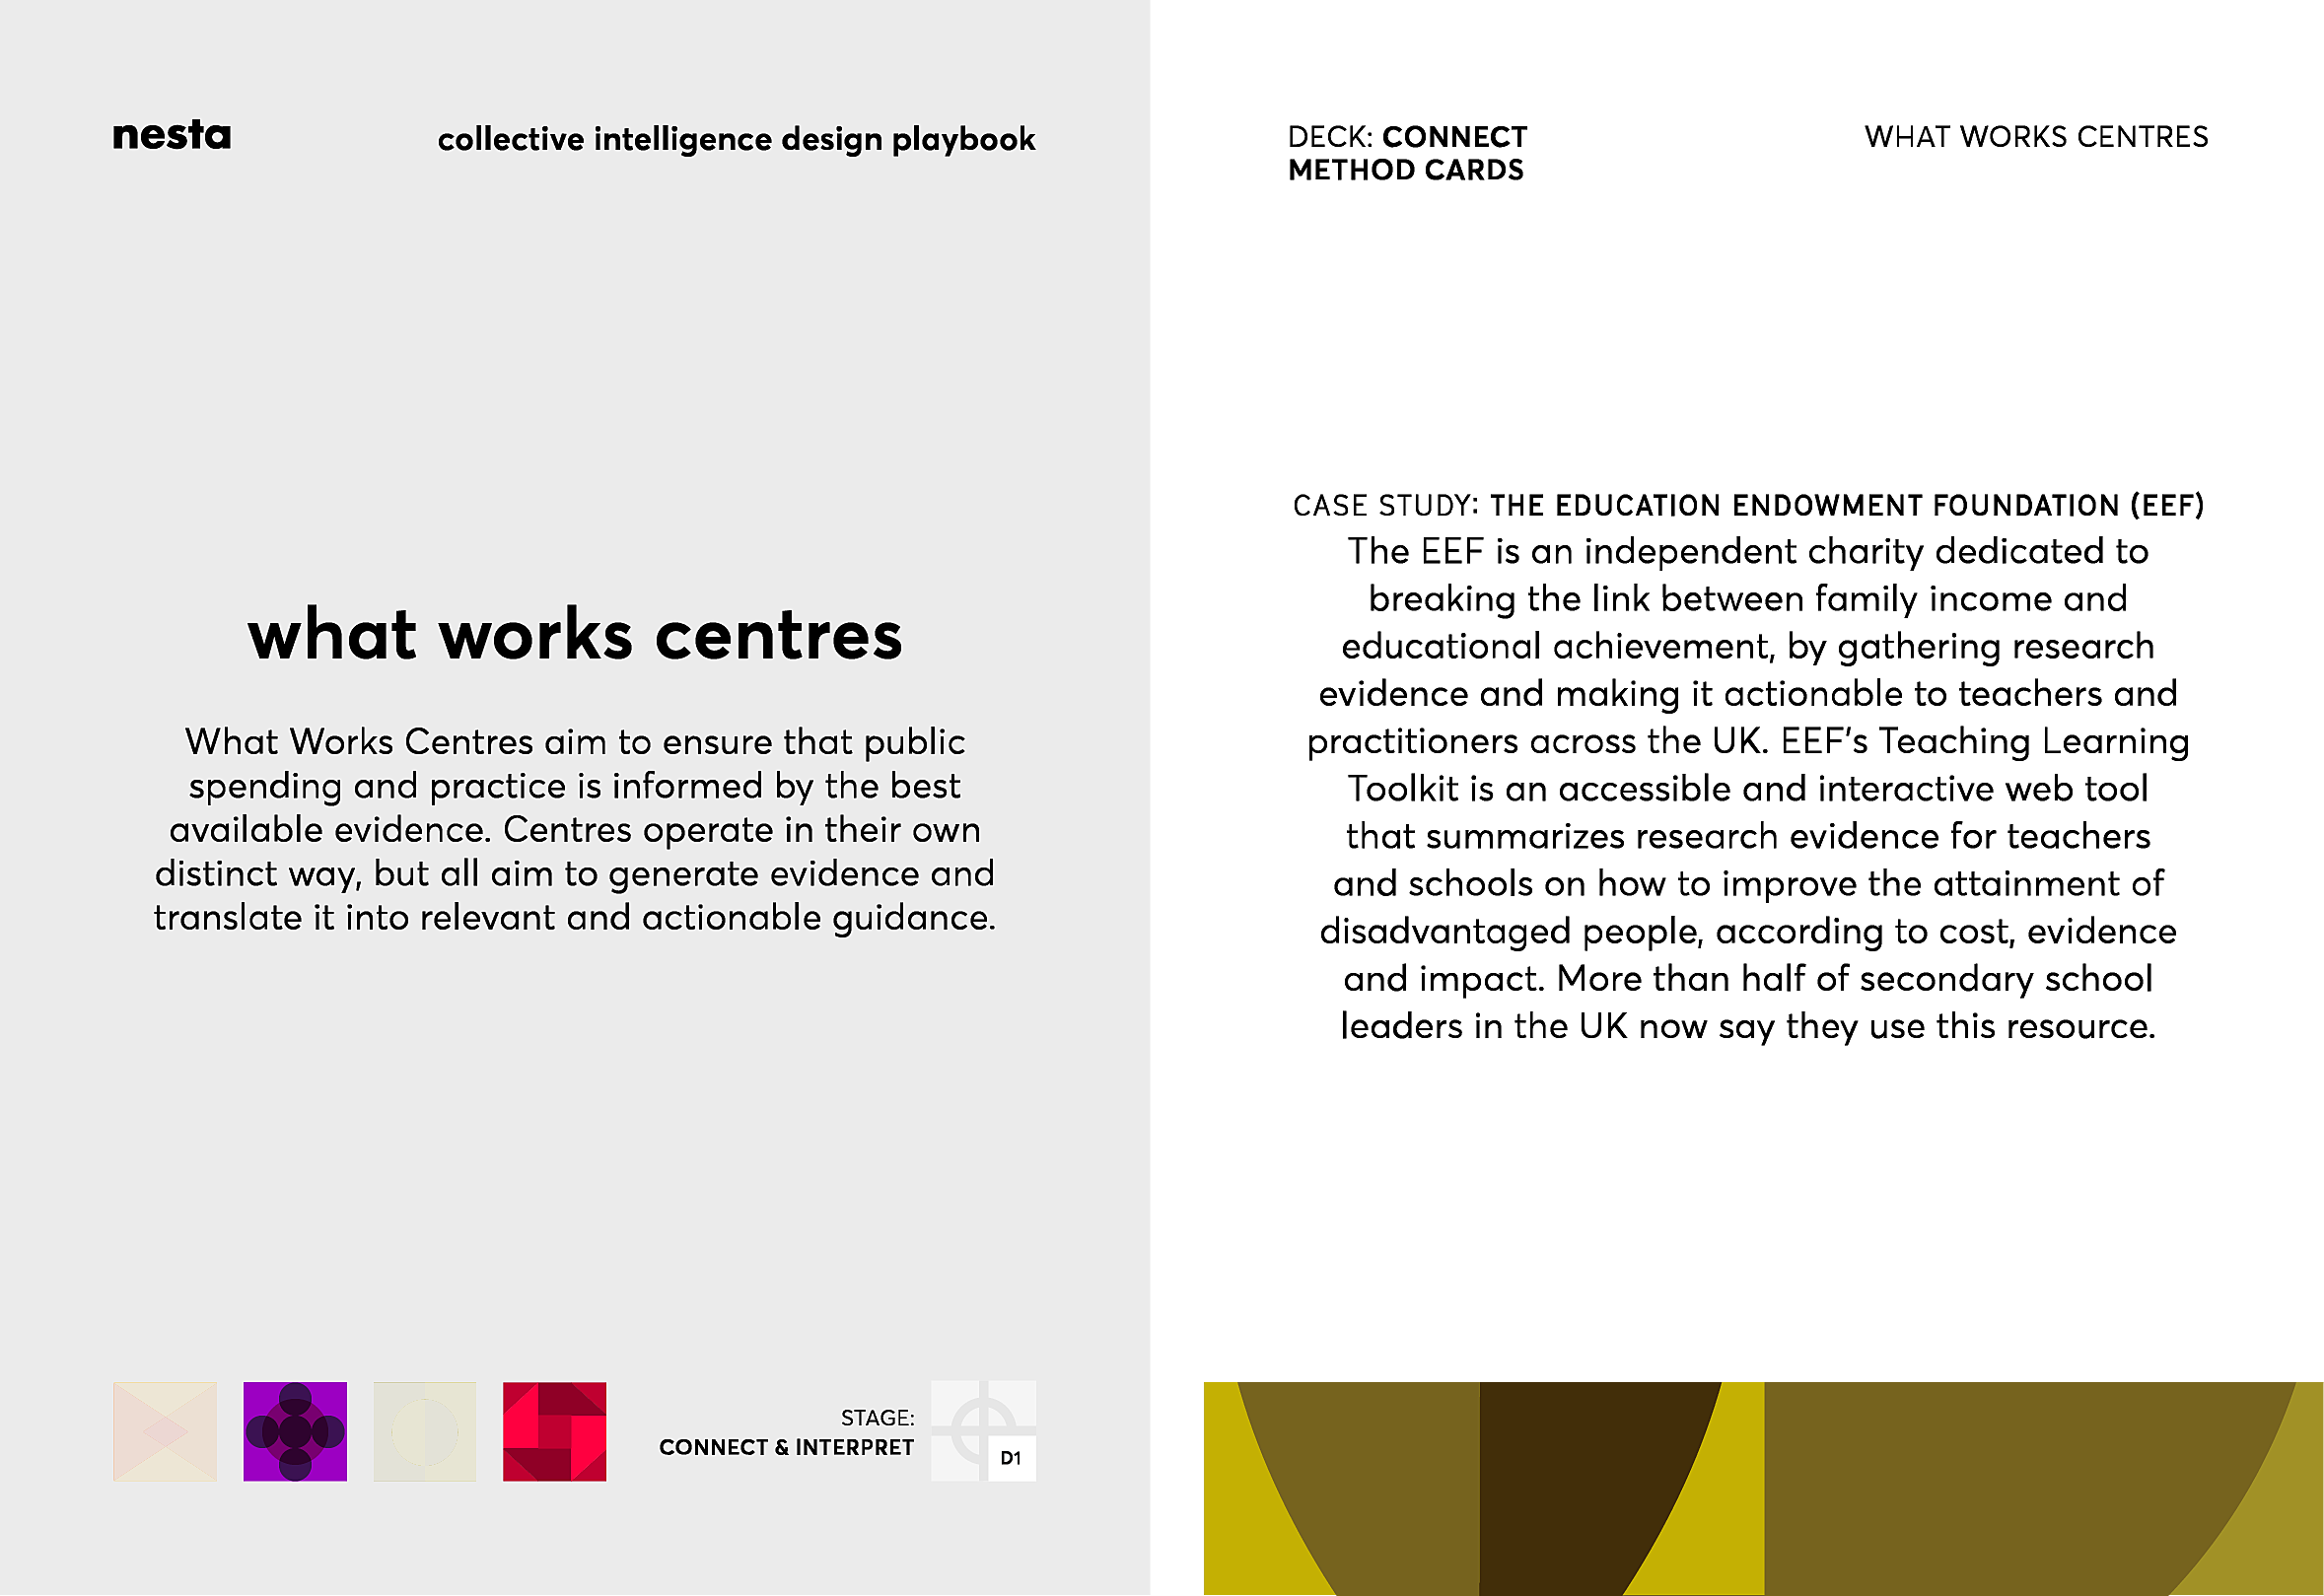 nesta
collective intelligence design playbook
what works centres
What Works Centres aim to ensure that public
spending and practice is informed by the best
available evidence. Centres operate in their own
distinct way, but all aim to generate evidence and
translate it into relevant and actionable guidance.
STAGE:
CONNECT & INTERPRET
D1
DECK: CONNECT
METHOD CARDS
WHAT WORKS CENTRES
CASE STUDY: THE EDUCATION ENDOWMENT FOUNDATION (EEF)
The EEF is an independent charity dedicated to
breaking the link between family income and
educational achievement, by gathering research
evidence and making it actionable to teachers and
practitioners across the UK. EEF's Teaching Learning
Toolkit is an accessible and interactive web tool
that summarizes research evidence for teachers
and schools on how to improve the attainment of
disadvantaged people, according to cost, evidence
and impact. More than half of secondary school
leaders in the UK now say they use this resource.